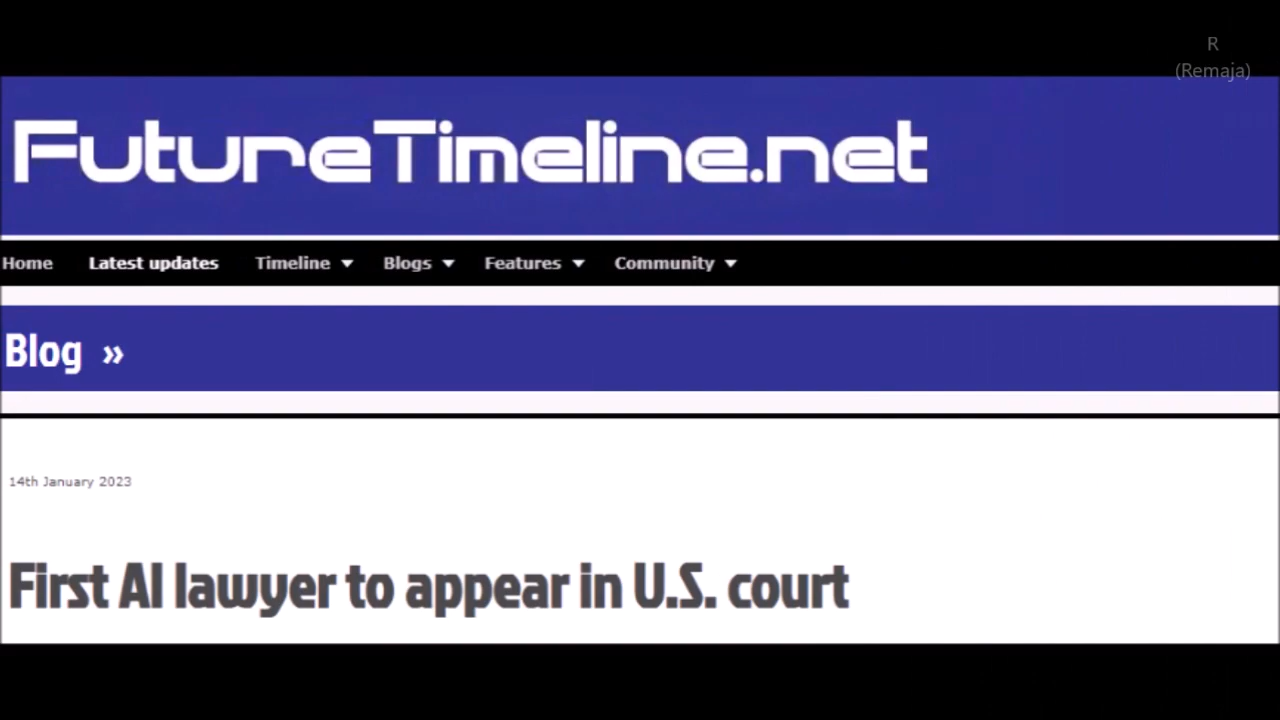 R
(Remaja)
FutureTimeline.net
Home Latest updates Timeline Blogs Features Community
Blog »
14th January 2023
First AI lawyer to appear in U.S. court